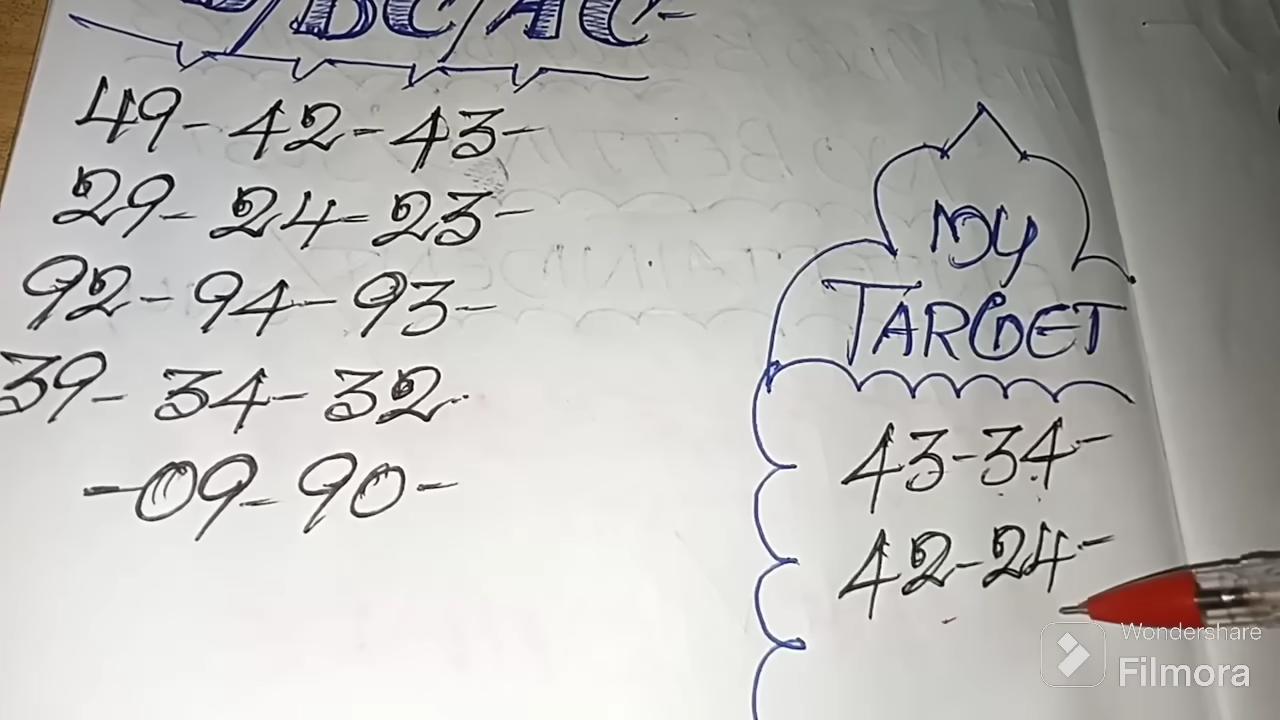 /BC/AC-
49-42-43-
29-24-23-
92-94-93-
39-34-32-
-09-90-
MY
TARGET
43-34-
42-24-
Wondershare
Filmora